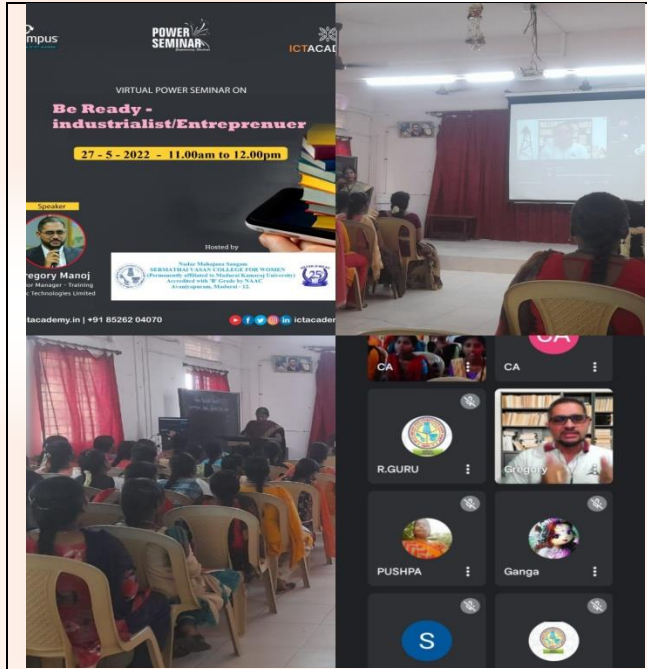 mpus
POWER
SEMINAR
ICTACAD
VIRTUAL POWER SEMINAR ON
Be Ready -
industrialist/Entreprenuer
27 - 5 - 2022 - 11.00am to 12.00pm
Speaker
regory Manoj
or Manager - Training
c Technologies Limited
Hosted by
Nadar Mahajana Sangam
SERMATHAI VASAN COLLEGE FOR WOMEN
(Permanently affiliated to Madurai Kamaraj University)
Accredited with 'B' Grade by NAAC
Avaniyapuram, Madurai - 12.
25
tacademy.in | +91 85262 04070
ictacader
CA
CA
CA
R.GURU
Gregory
PUSHPA
Ganga
S